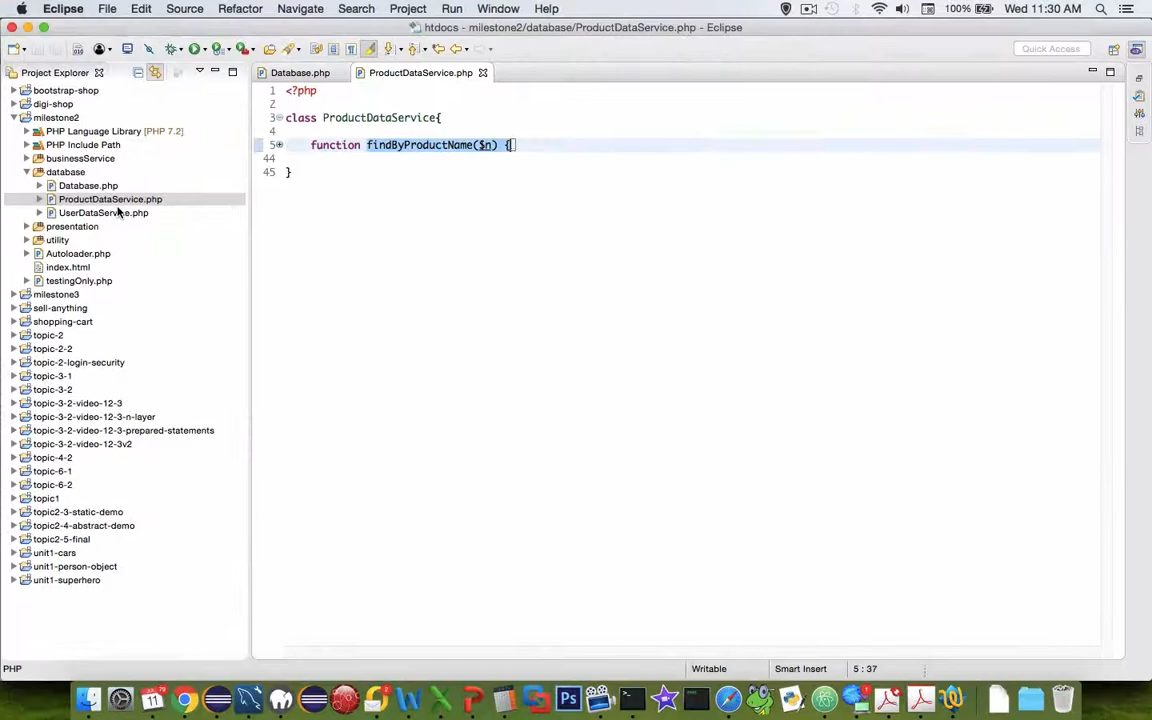 Eclipse File Edit Source Refactor Navigate Search Project Run Window Help 100% Wed 11:30 AM
htdocs - milestone2/database/ProductDataService.php - Eclipse
Quick Access
Project Explorer
Database.php ProductDataService.php
bootstrap-shop
digi-shop
milestone2
PHP Language Library [PHP 7.2]
PHP Include Path
businessService
database
Database.php
ProductDataService.php
UserDataService.php
presentation
utility
Autoloader.php
index.html
testingOnly.php
milestone3
sell-anything
shopping-cart
topic-2
topic-2-2
topic-2-login-security
topic-3-1
topic-3-2
topic-3-2-video-12-3
topic-3-2-video-12-3-n-layer
topic-3-2-video-12-3-prepared-statements
topic-3-2-video-12-3v2
topic-4-2
topic-6-1
topic-6-2
topic1
topic2-3-static-demo
topic2-4-abstract-demo
topic2-5-final
unit1-cars
unit1-person-object
unit1-superhero
1 <?php
2
3 class ProductDataService{
4
5 function findByProductName($n) {
44
45 }
PHP Writable Smart Insert 5 : 37